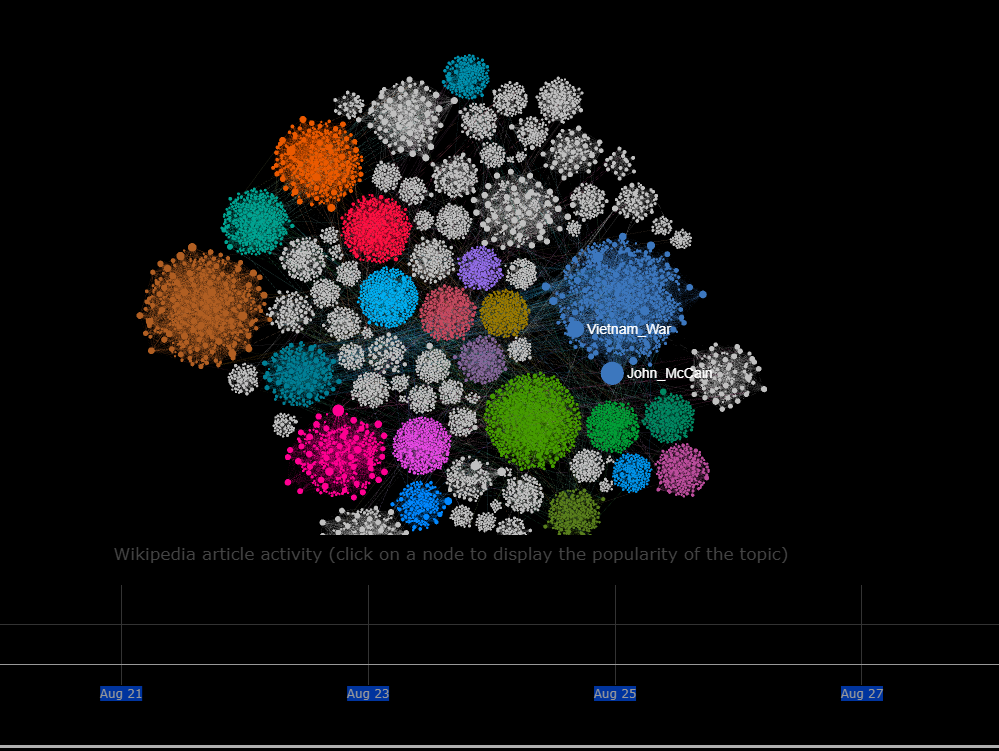 Vietnam_War
John_McCain
Wikipedia article activity (click on a node to display the popularity of the topic)
Aug 21
Aug 23
Aug 25
Aug 27